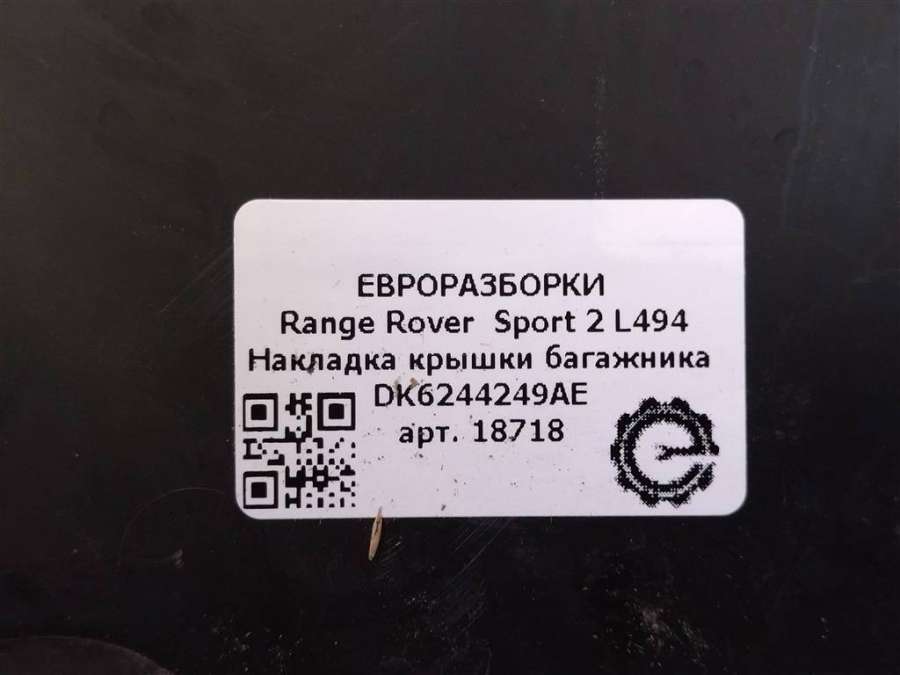 ЕВРОРАЗБОРКИ
Range Rover Sport 2 L494
Накладка крышки багажника
DK6244249AE
арт. 18718